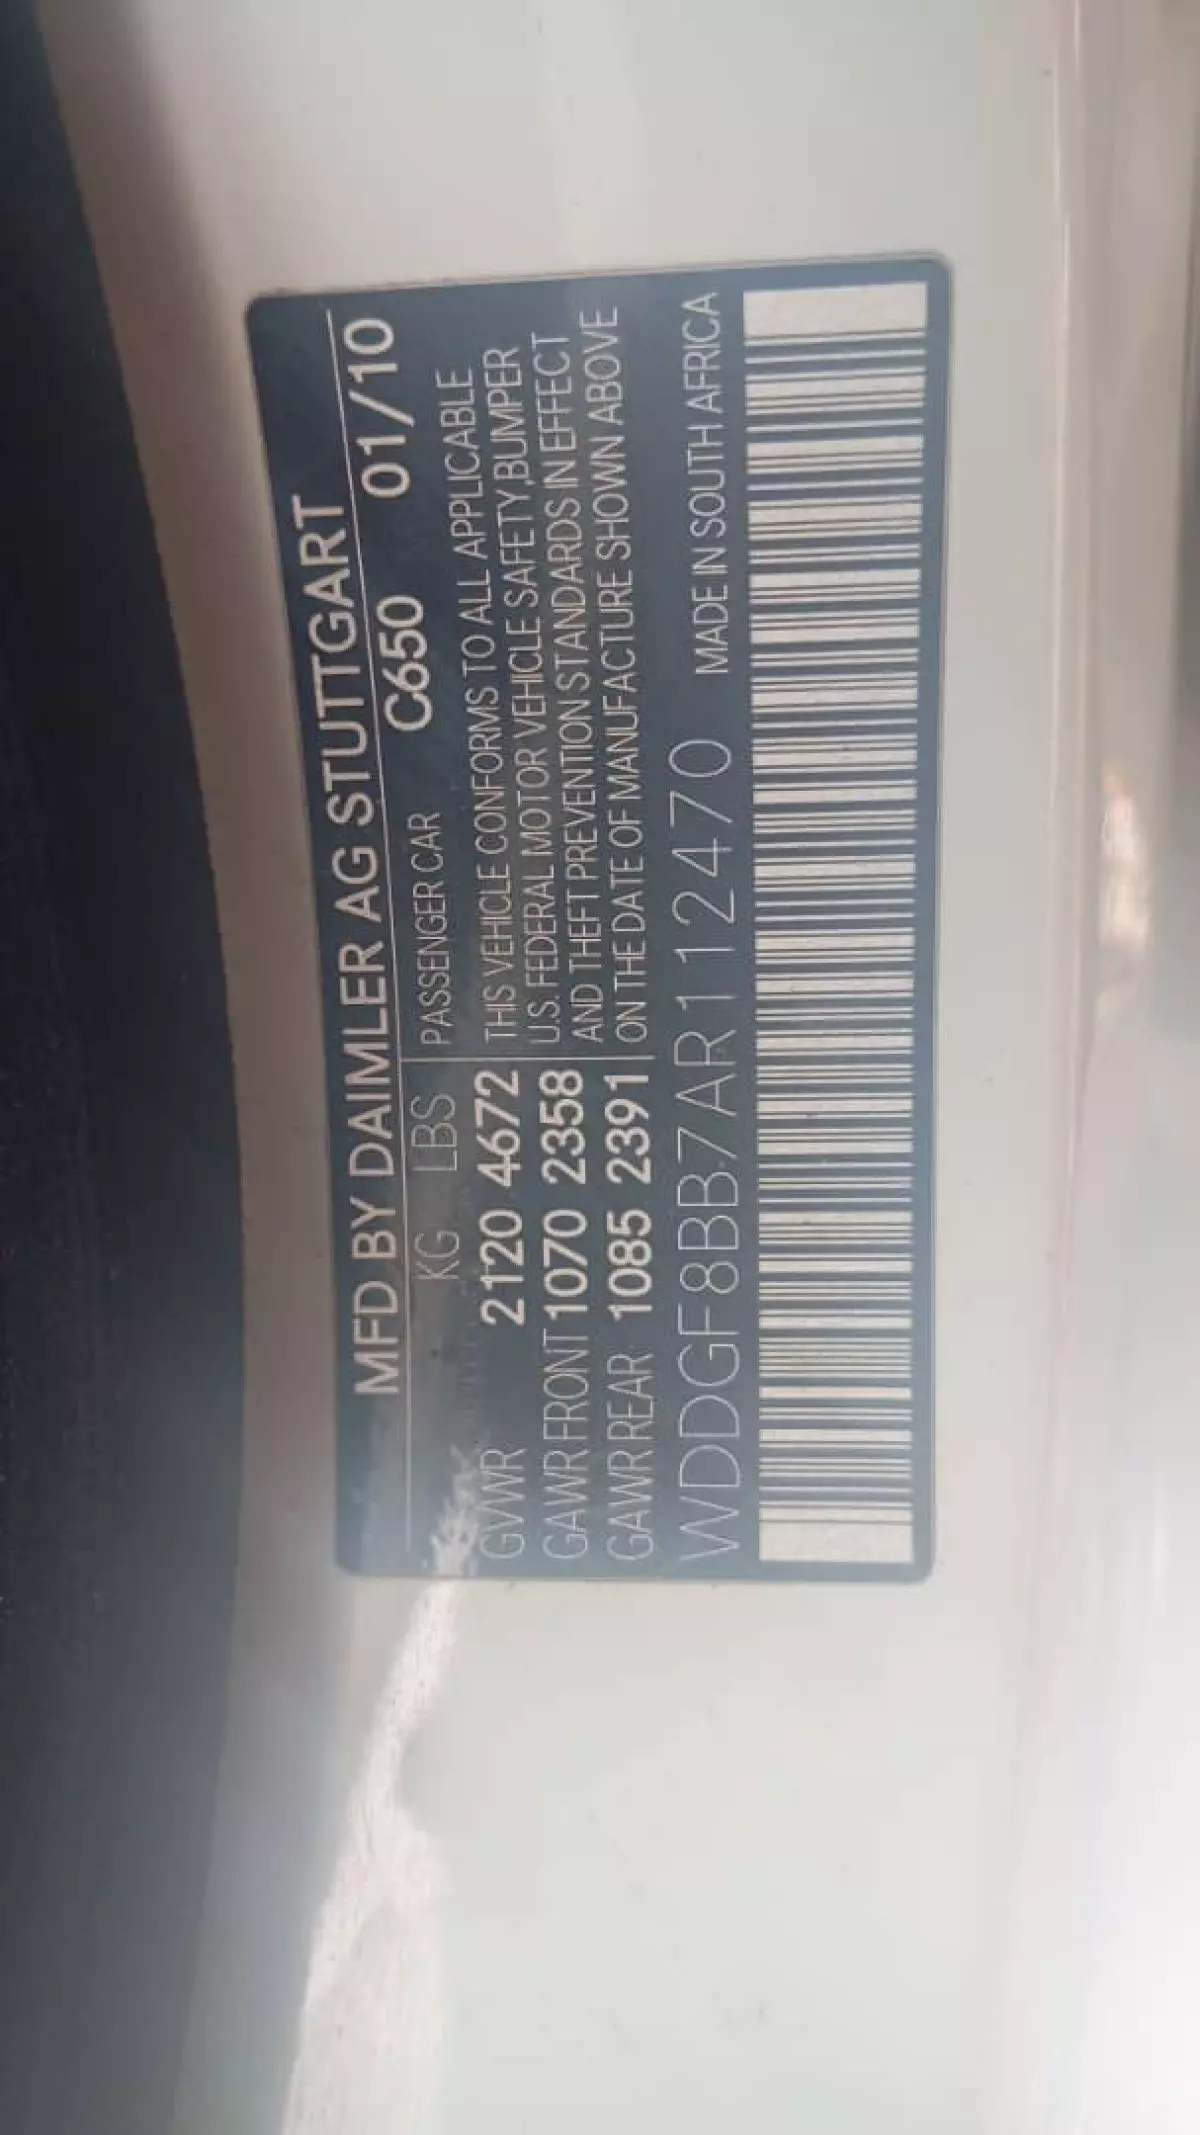 MFD BY DAIMLER AG STUTTGART
KG LBS PASSENGER CAR C650 01/10
GVWR 2120 4672 THIS VEHICLE CONFORMS TO ALL APPLICABLE
GAWR FRONT 1070 2358 U.S. FEDERAL MOTOR VEHICLE SAFETY,BUMPER
GAWR REAR 1085 2391 AND THEFT PREVENTION STANDARDS IN EFFECT
ON THE DATE OF MANUFACTURE SHOWN ABOVE
WDDGF8BB7AR112470 MADE IN SOUTH AFRICA